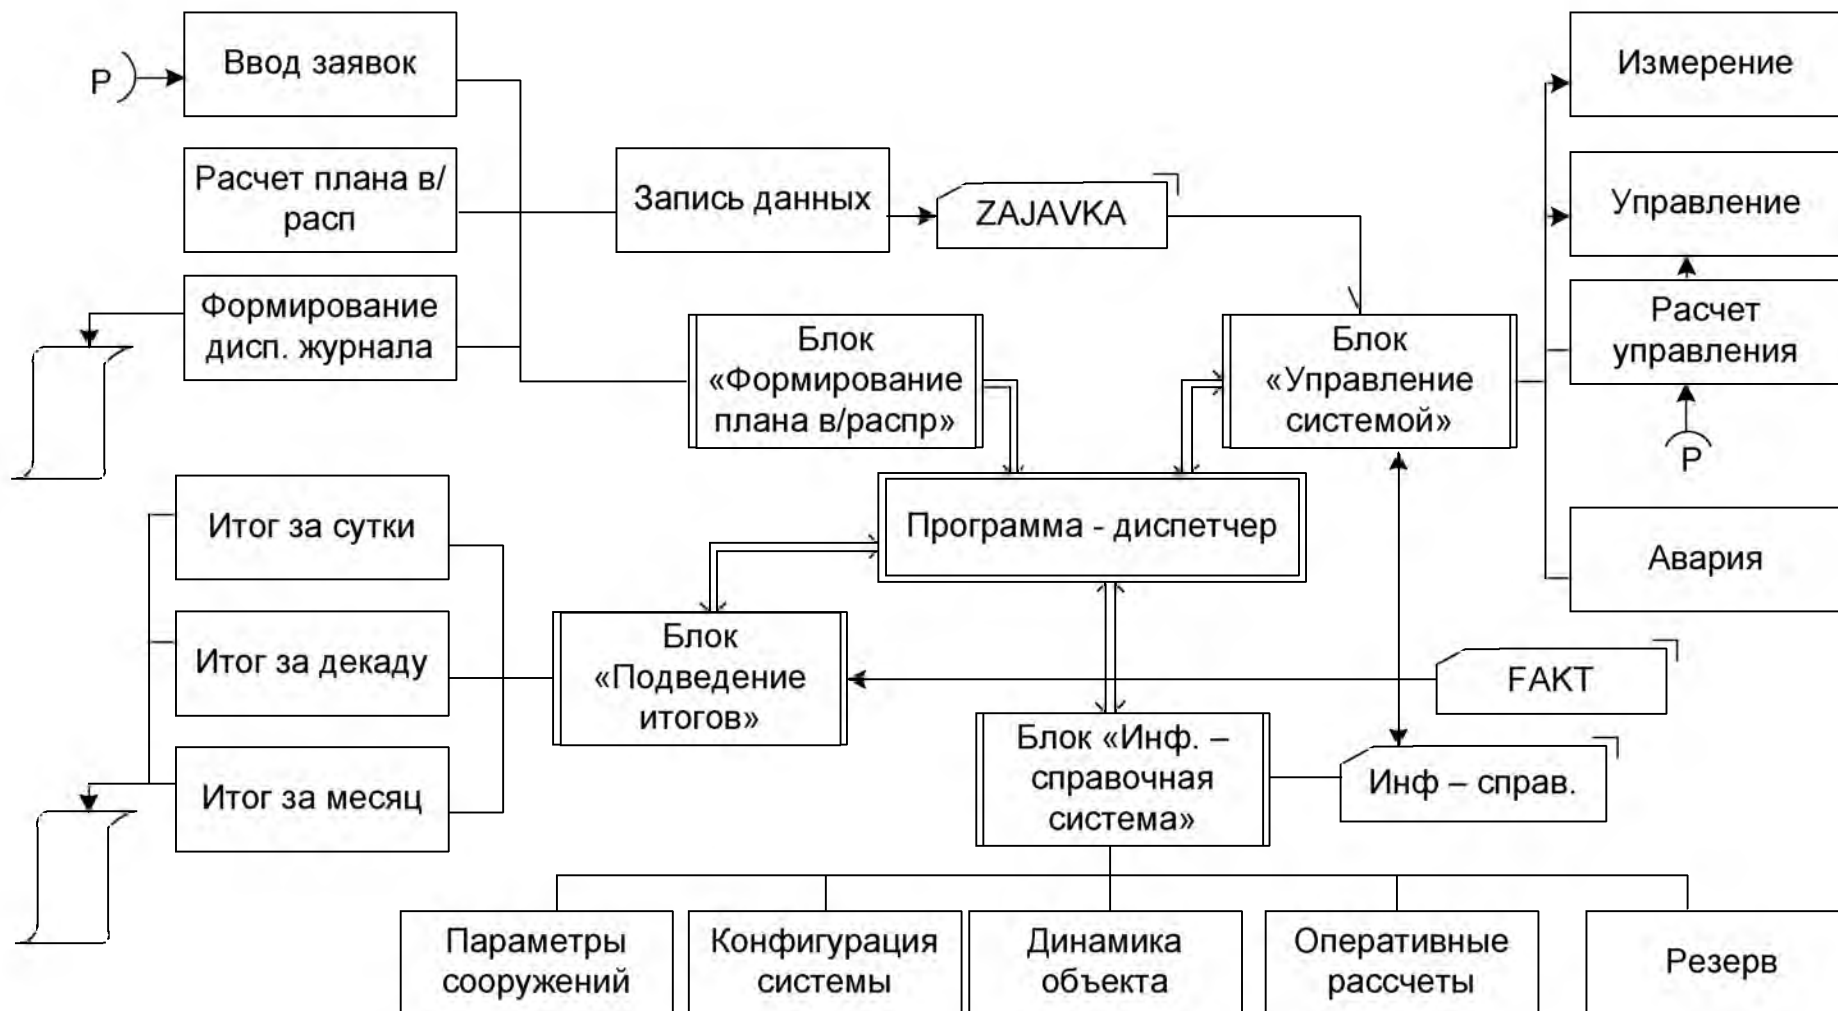 P
Ввод заявок
Измерение
Расчет плана в/
расп
Запись данных
ZAJAVKA
Управление
Формирование
дисп. журнала
Блок
«Формирование
плана в/распр»
Блок
«Управление
системой»
Расчет
управления
P
Итог за сутки
Программа - диспетчер
Авария
Итог за декаду
Блок
«Подведение
итогов»
FAKT
Итог за месяц
Блок «Инф. –
справочная
система»
Инф – справ.
Параметры
сооружений
Конфигурация
системы
Динамика
объекта
Оперативные
рассчеты
Резерв